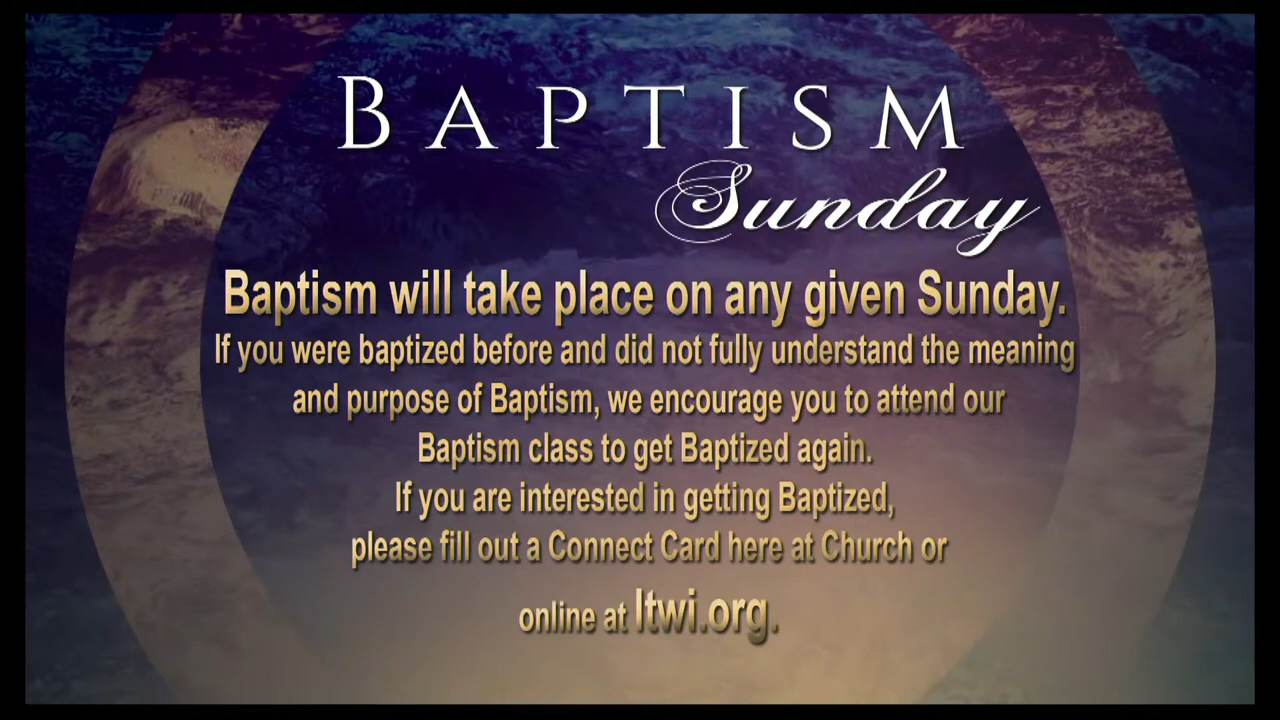 BAPTISM
Sunday
Baptism will take place on any given Sunday.
If you were baptized before and did not fully understand the meaning
and purpose of Baptism, we encourage you to attend our
Baptism class to get Baptized again.
If you are interested in getting Baptized,
please fill out a Connect Card here at Church or
online at ltwi.org.